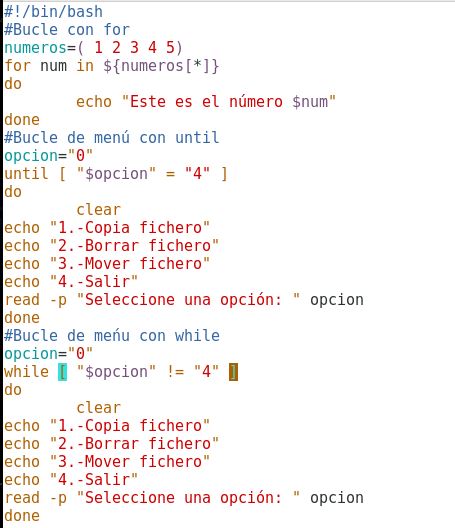 #!/bin/bash
#Bucle con for
numeros=( 1 2 3 4 5)
for num in ${numeros[*]}
do
        echo "Este es el número $num"
done
#Bucle de menú con until
opcion="0"
until [ "$opcion" = "4" ]
do
        clear
echo "1.-Copia fichero"
echo "2.-Borrar fichero"
echo "3.-Mover fichero"
echo "4.-Salir"
read -p "Seleccione una opción: " opcion
done
#Bucle de meńu con while
opcion="0"
while [ "$opcion" != "4" ]
do
        clear
echo "1.-Copia fichero"
echo "2.-Borrar fichero"
echo "3.-Mover fichero"
echo "4.-Salir"
read -p "Seleccione una opción: " opcion
done